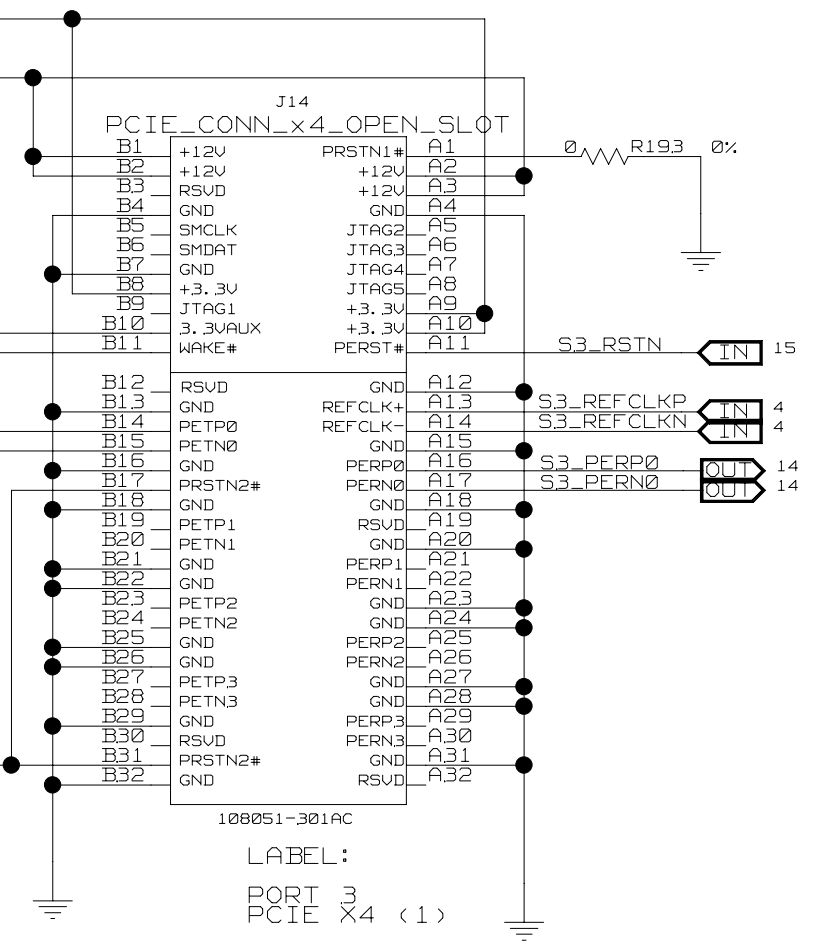 J14
PCIE_CONN_x4_OPEN_SLOT
B1 +12V PRSTN1# A1 0 R193 0%
B2 +12V +12V A2
B3 RSVD +12V A3
B4 GND GND A4
B5 SMCLK JTAG2 A5
B6 SMDAT JTAG3 A6
B7 GND JTAG4 A7
B8 +3.3V JTAG5 A8
B9 JTAG1 +3.3V A9
B10 3.3VAUX +3.3V A10
B11 WAKE# PERST# A11 S3_RSTN IN 15
B12 RSVD GND A12
B13 GND REFCLK+ A13 S3_REFCLKP IN 4
B14 PETP0 REFCLK- A14 S3_REFCLKN IN 4
B15 PETN0 GND A15
B16 GND PERP0 A16 S3_PERP0 OUT 14
B17 PRSTN2# PERN0 A17 S3_PERN0 OUT 14
B18 GND GND A18
B19 PETP1 RSVD A19
B20 PETN1 GND A20
B21 GND PERP1 A21
B22 GND PERN1 A22
B23 PETP2 GND A23
B24 PETN2 GND A24
B25 GND PERP2 A25
B26 GND PERN2 A26
B27 PETP3 GND A27
B28 PETN3 GND A28
B29 GND PERP3 A29
B30 RSVD PERN3 A30
B31 PRSTN2# GND A31
B32 GND RSVD A32
108051-301AC
LABEL:
PORT 3
PCIE X4 (1)